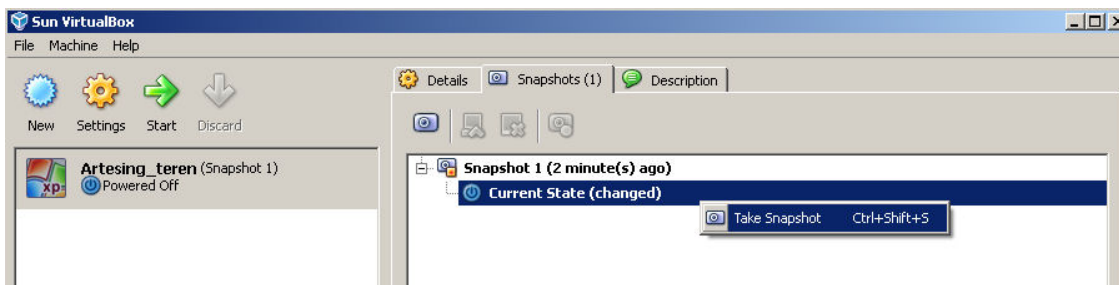 Sun VirtualBox
File Machine Help
Details Snapshots (1) Description
New Settings Start Discard
Artesing_teren (Snapshot 1)
Powered Off
Snapshot 1 (2 minute(s) ago)
Current State (changed)
Take Snapshot Ctrl+Shift+S
xp